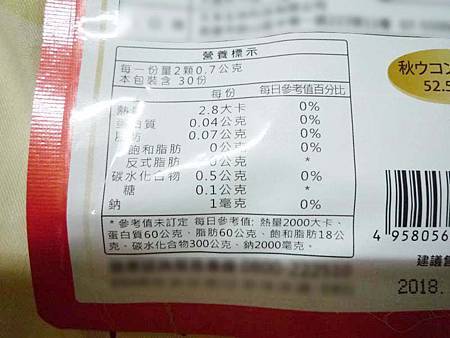 營養標示
每一份量2顆0.7公克
本包裝含 30份
每份 每日參考值百分比
熱量 2.8大卡 0%
蛋白質 0.04公克 0%
脂肪 0.07公克 0%
飽和脂肪 0公克 0%
反式脂肪 0公克 *
碳水化合物 0.5公克 0%
糖 0.1公克 *
鈉 1毫克 0%
* 參考值未訂定 每日參考值: 熱量2000大卡、
蛋白質60公克、脂肪60公克、飽和脂肪18公
克、碳水化合物300公克、鈉2000毫克。
秋ウコン
52.5
4 958056
建議售
2018.